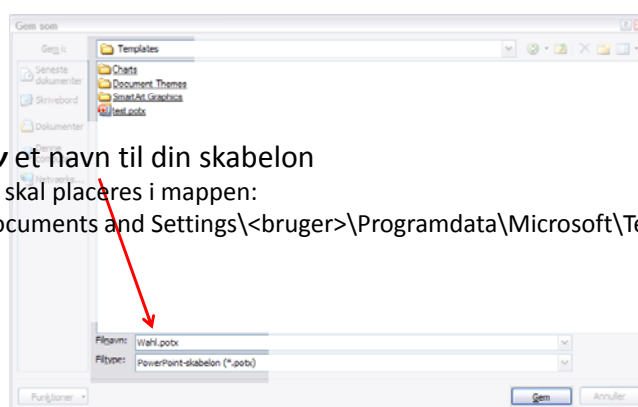 Gem som
Gem i: Templates
Seneste
dokumenter
Skrivebord
Dokumenter
Denne
Netværks...
Charts
Document Themes
SmartArt Graphics
test.potx
v et navn til din skabelon
skal placeres i mappen:
ocuments and Settings\<bruger>\Programdata\Microsoft\Te
Filnavn: Wahl.potx
Filtype: PowerPoint-skabelon (*.potx)
Funktioner Gem Annuller